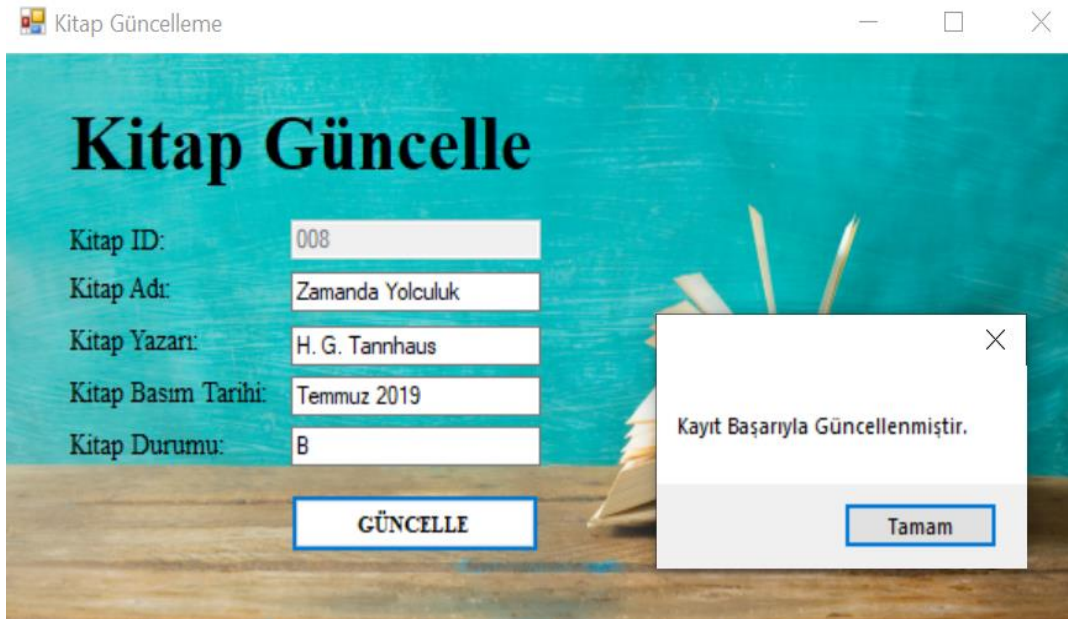 Kitap Güncelleme
Kitap Güncelle
Kitap ID: 008
Kitap Adı: Zamanda Yolculuk
Kitap Yazarı: H. G. Tannhaus
Kitap Basım Tarihi: Temmuz 2019
Kitap Durumu: B
GÜNCELLE
Kayıt Başarıyla Güncellenmiştir.
Tamam